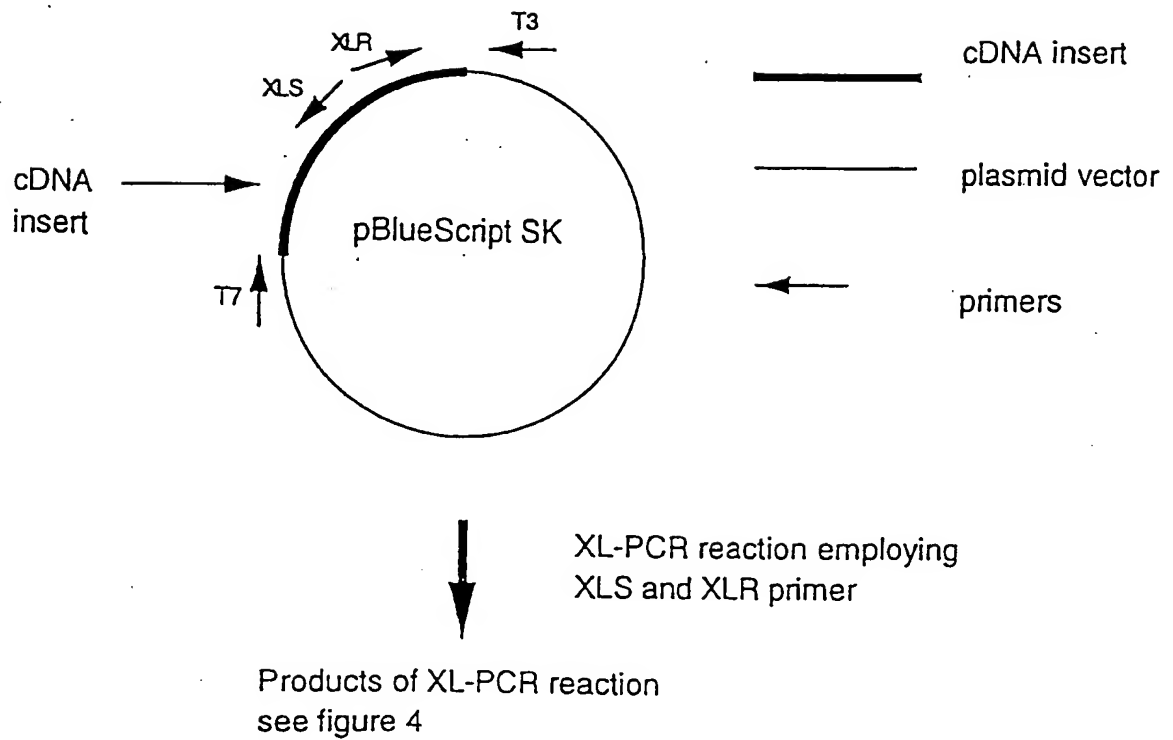 T3
XLR
XLS
cDNA insert
cDNA
insert
plasmid vector
pBlueScript SK
T7
primers
XL-PCR reaction employing
XLS and XLR primer
Products of XL-PCR reaction
see figure 4